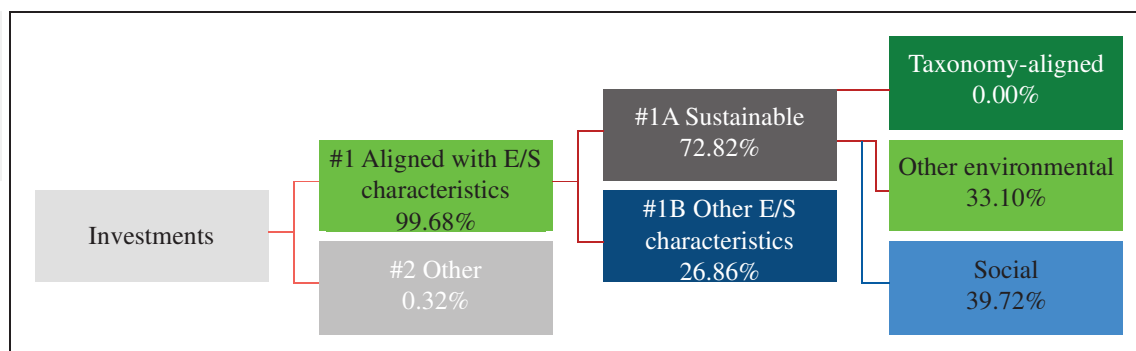 Investments
#1 Aligned with E/S
characteristics
99.68%
#2 Other
0.32%
#1A Sustainable
72.82%
#1B Other E/S
characteristics
26.86%
Taxonomy-aligned
0.00%
Other environmental
33.10%
Social
39.72%